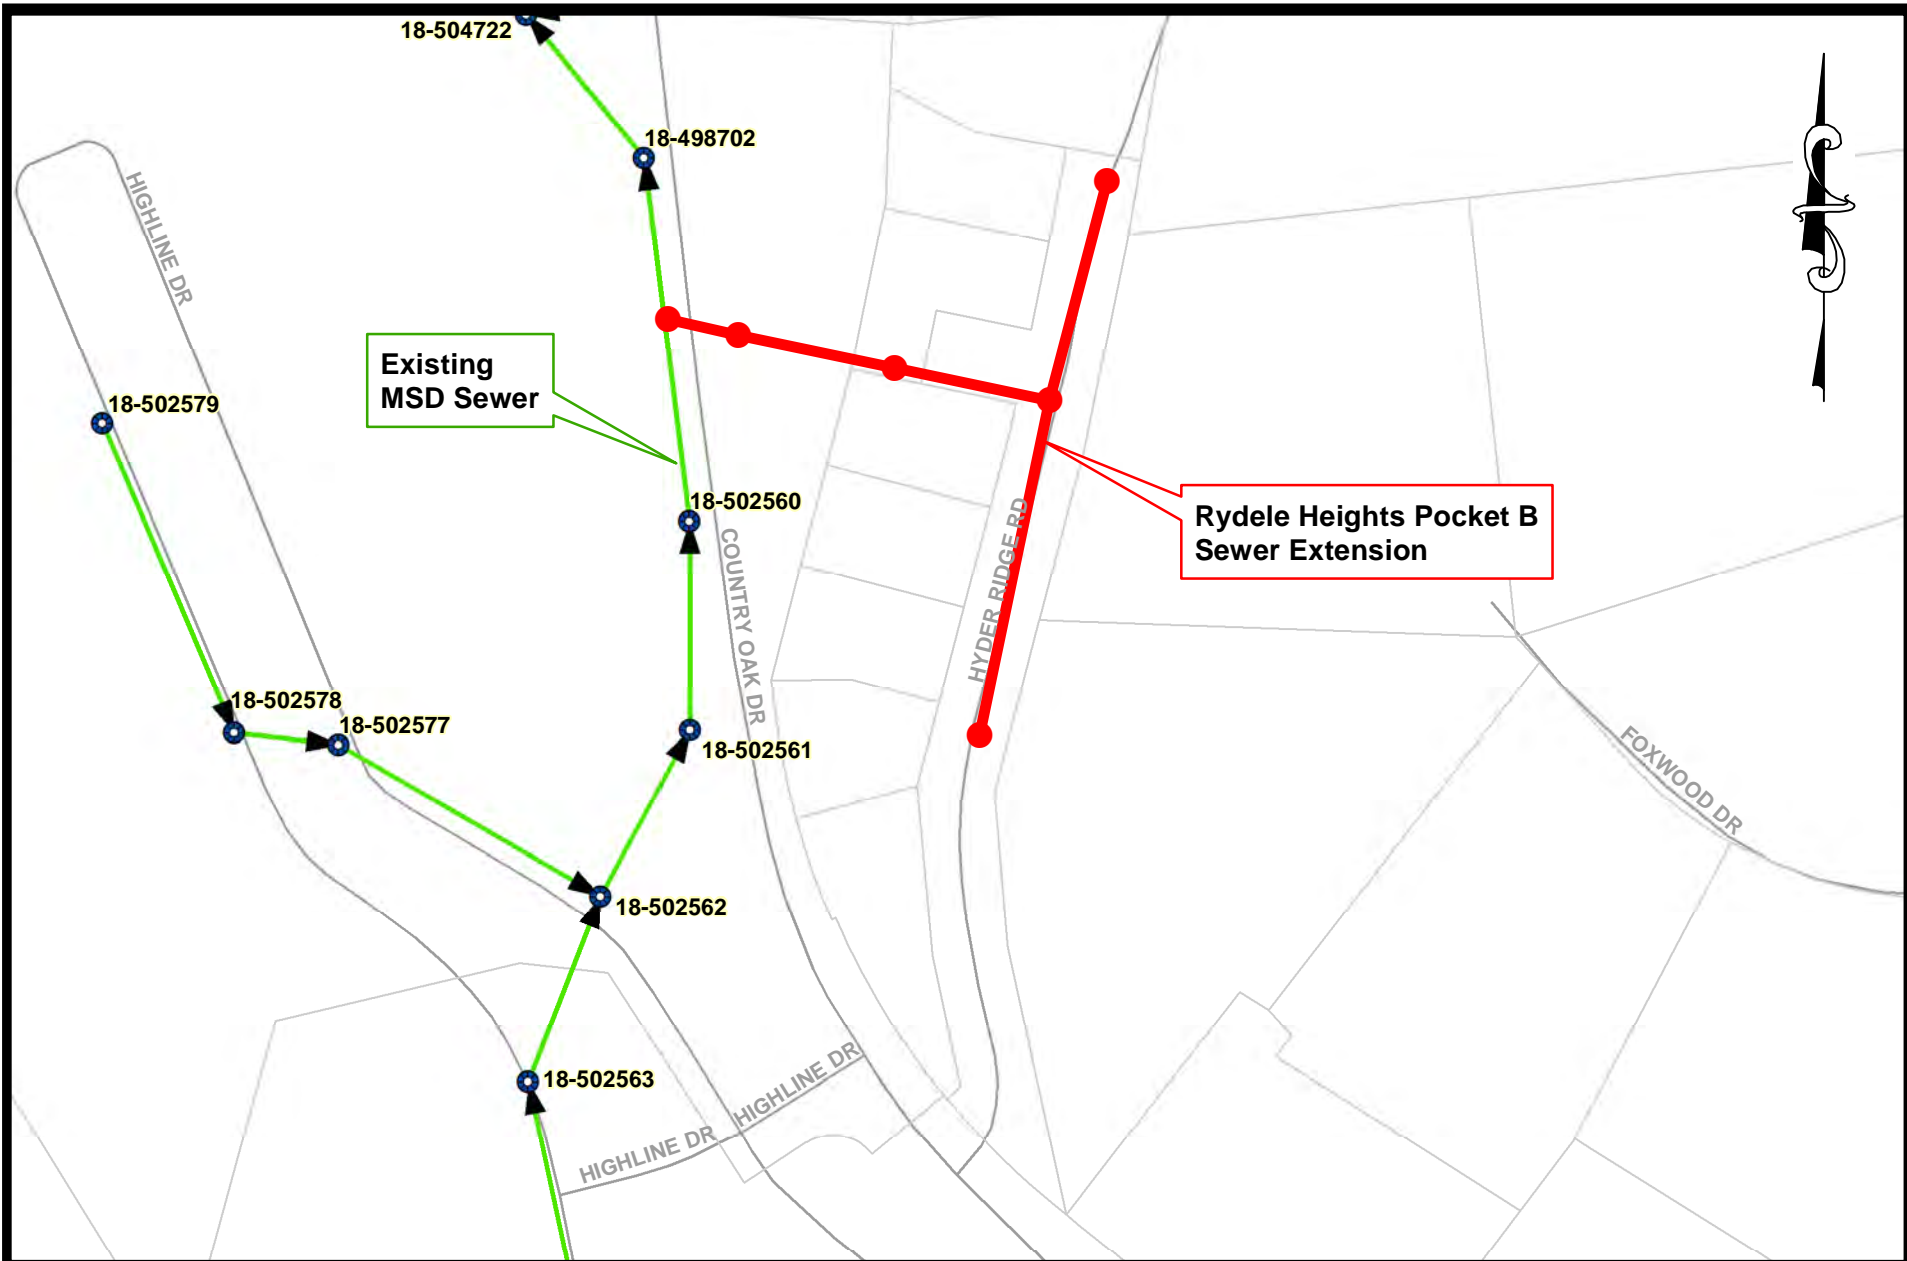 18-504722
18-498702
HIGHLINE DR
Existing
MSD Sewer
18-502579
18-502560
Rydele Heights Pocket B
Sewer Extension
COUNTRY OAK DR
HYDER RIDGE RD
18-502578
18-502577
18-502561
FOXWOOD DR
18-502562
18-502563
HIGHLINE DR
HIGHLINE DR